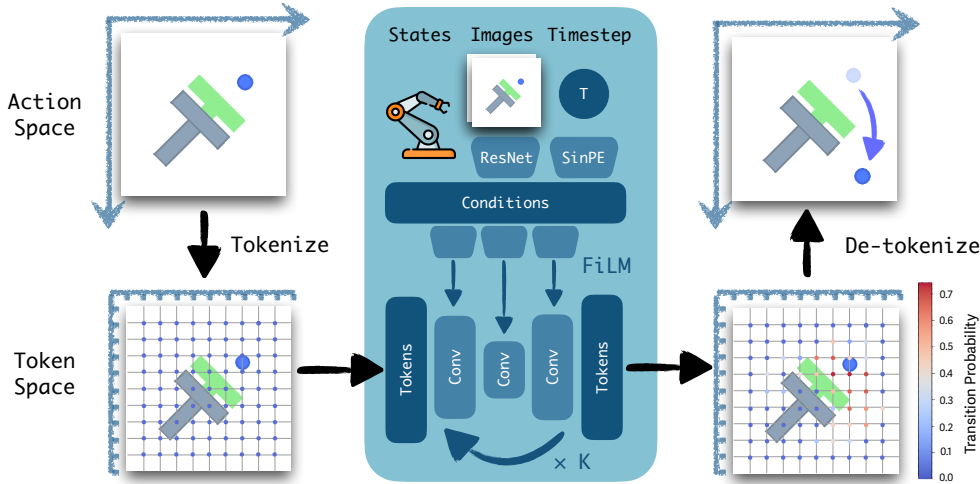 States Images Timestep
Action
Space
T
ResNet
SinPE
Conditions
Tokenize
De-tokenize
FiLM
Token
Space
Tokens
Conv
Conv
Conv
Tokens
× K
0.7
0.6
0.5
0.4
0.3
0.2
0.1
0.0
Transition Probability